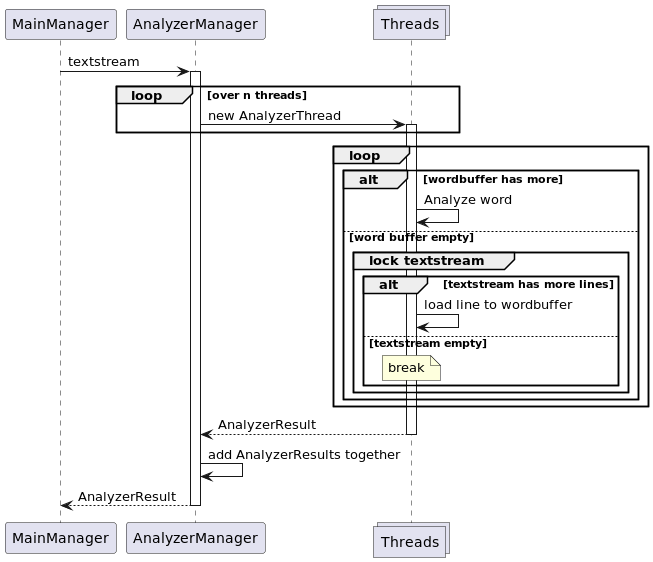 MainManager AnalyzerManager Threads
textstream
loop [over n threads]
new AnalyzerThread
loop
alt [wordbuffer has more]
Analyze word
[word buffer empty]
lock textstream
alt [textstream has more lines]
load line to wordbuffer
[textstream empty]
break
AnalyzerResult
add AnalyzerResults together
AnalyzerResult
MainManager AnalyzerManager Threads